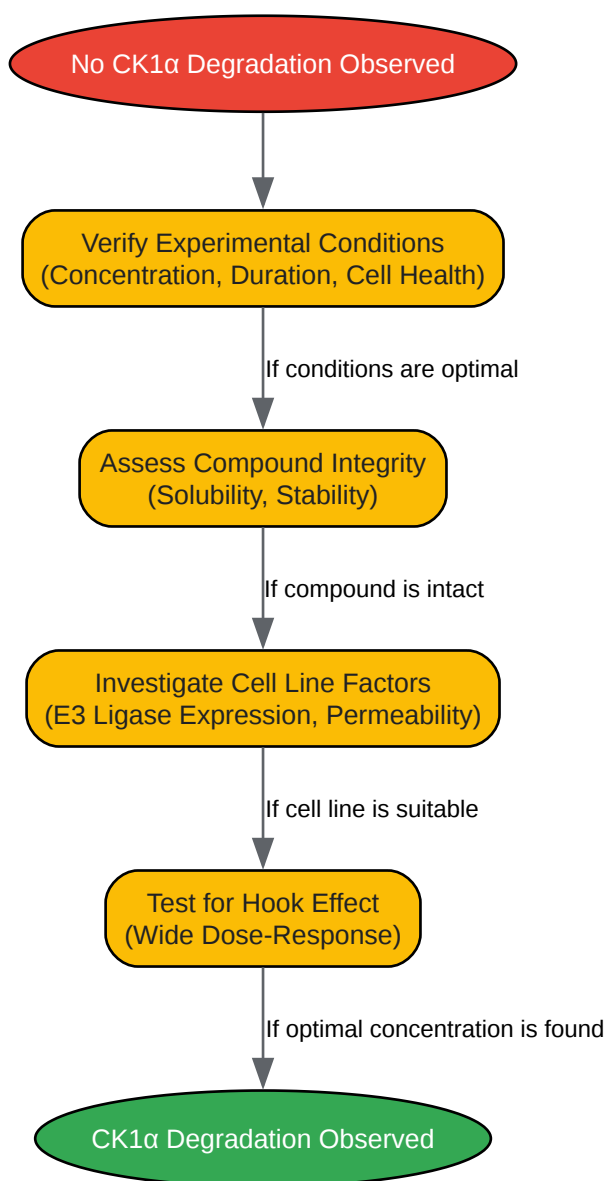 No CK1α Degradation Observed
Verify Experimental Conditions
(Concentration, Duration, Cell Health)
If conditions are optimal
Assess Compound Integrity
(Solubility, Stability)
If compound is intact
Investigate Cell Line Factors
(E3 Ligase Expression, Permeability)
If cell line is suitable
Test for Hook Effect
(Wide Dose-Response)
If optimal concentration is found
CK1α Degradation Observed